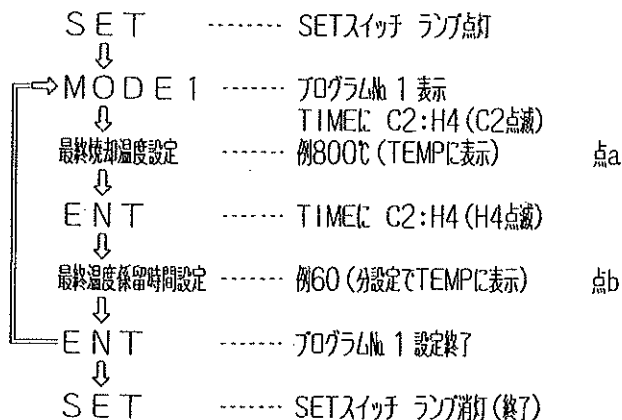 SET ······· SETスイッチ ランプ点灯
⇩
⇨MODE1 ······ プログラム№1表示
⇩ TIMEに C2:H4(C2点滅)
最終焼却温度設定 ······ 例800℃(TEMPに表示) 点a
⇩
ENT ······· TIMEに C2:H4(H4点滅)
⇩
最終温度係留時間設定 ······· 例60(分設定でTEMPに表示) 点b
⇩
ENT ······· プログラム№1設定終了
⇩
SET ······· SETスイッチ ランプ消灯(終了)